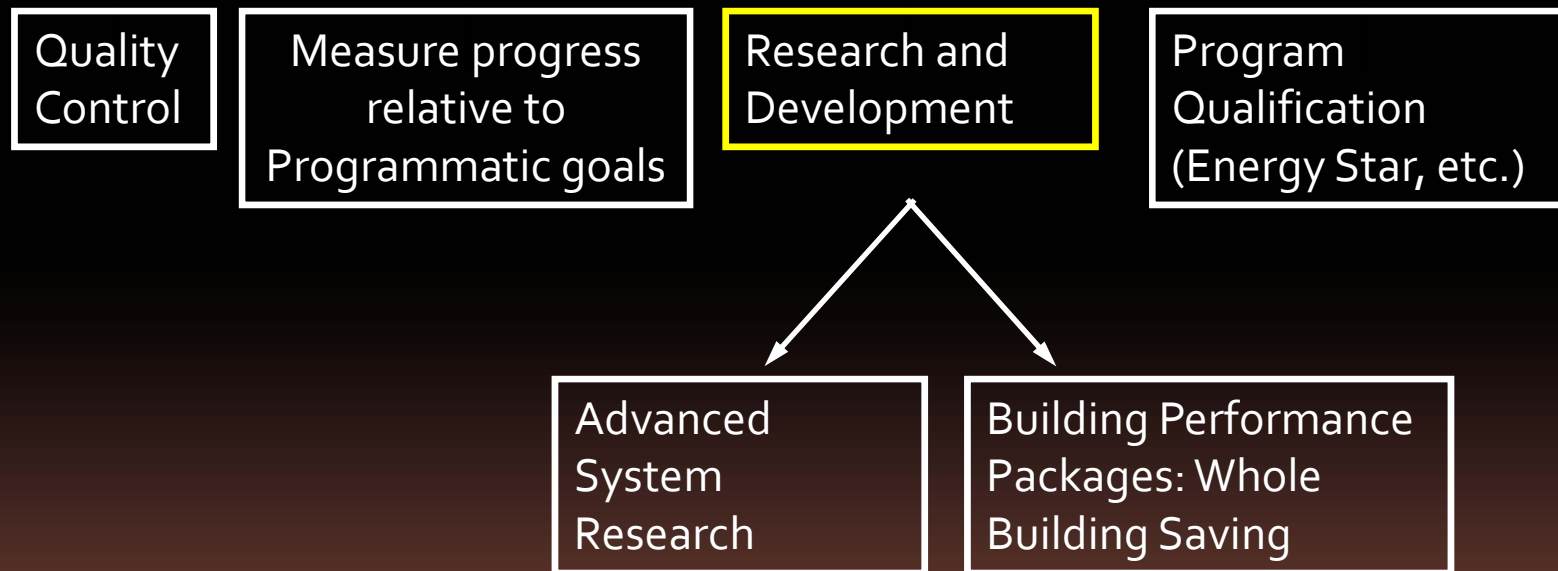 Quality
Control
Measure progress
relative to
Programmatic goals
Research and
Development
Program
Qualification
(Energy Star, etc.)
Advanced
System
Research
Building Performance
Packages: Whole
Building Saving